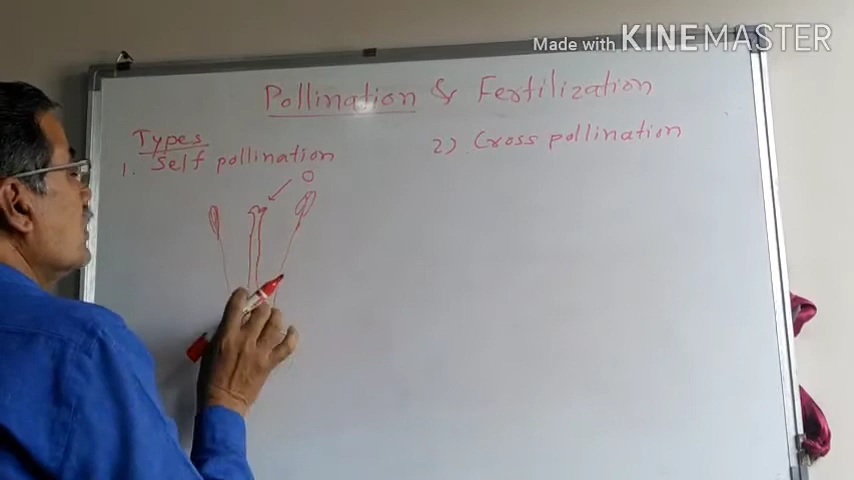 Made with KINEMASTER
Pollination & Fertilization
Types
1. Self pollination
2) Cross pollination